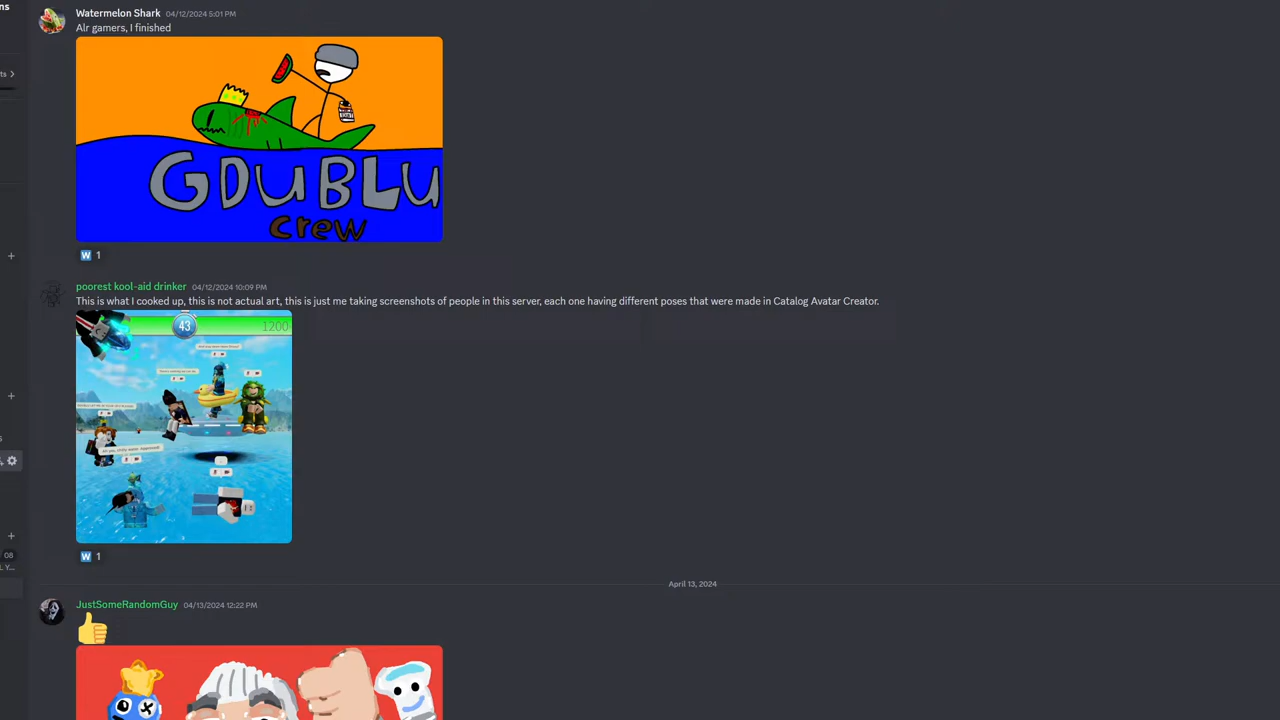 ns
Watermelon Shark 04/12/2024 5:01 PM
Alr gamers, I finished
ts
GDUBLU
crew
W 1
poorest kool-aid drinker 04/12/2024 10:09 PM
This is what I cooked up, this is not actual art, this is just me taking screenshots of people in this server, each one having different poses that were made in Catalog Avatar Creator.
43
1200
W 1
08
L Y...
April 13, 2024
JustSomeRandomGuy 04/13/2024 12:22 PM